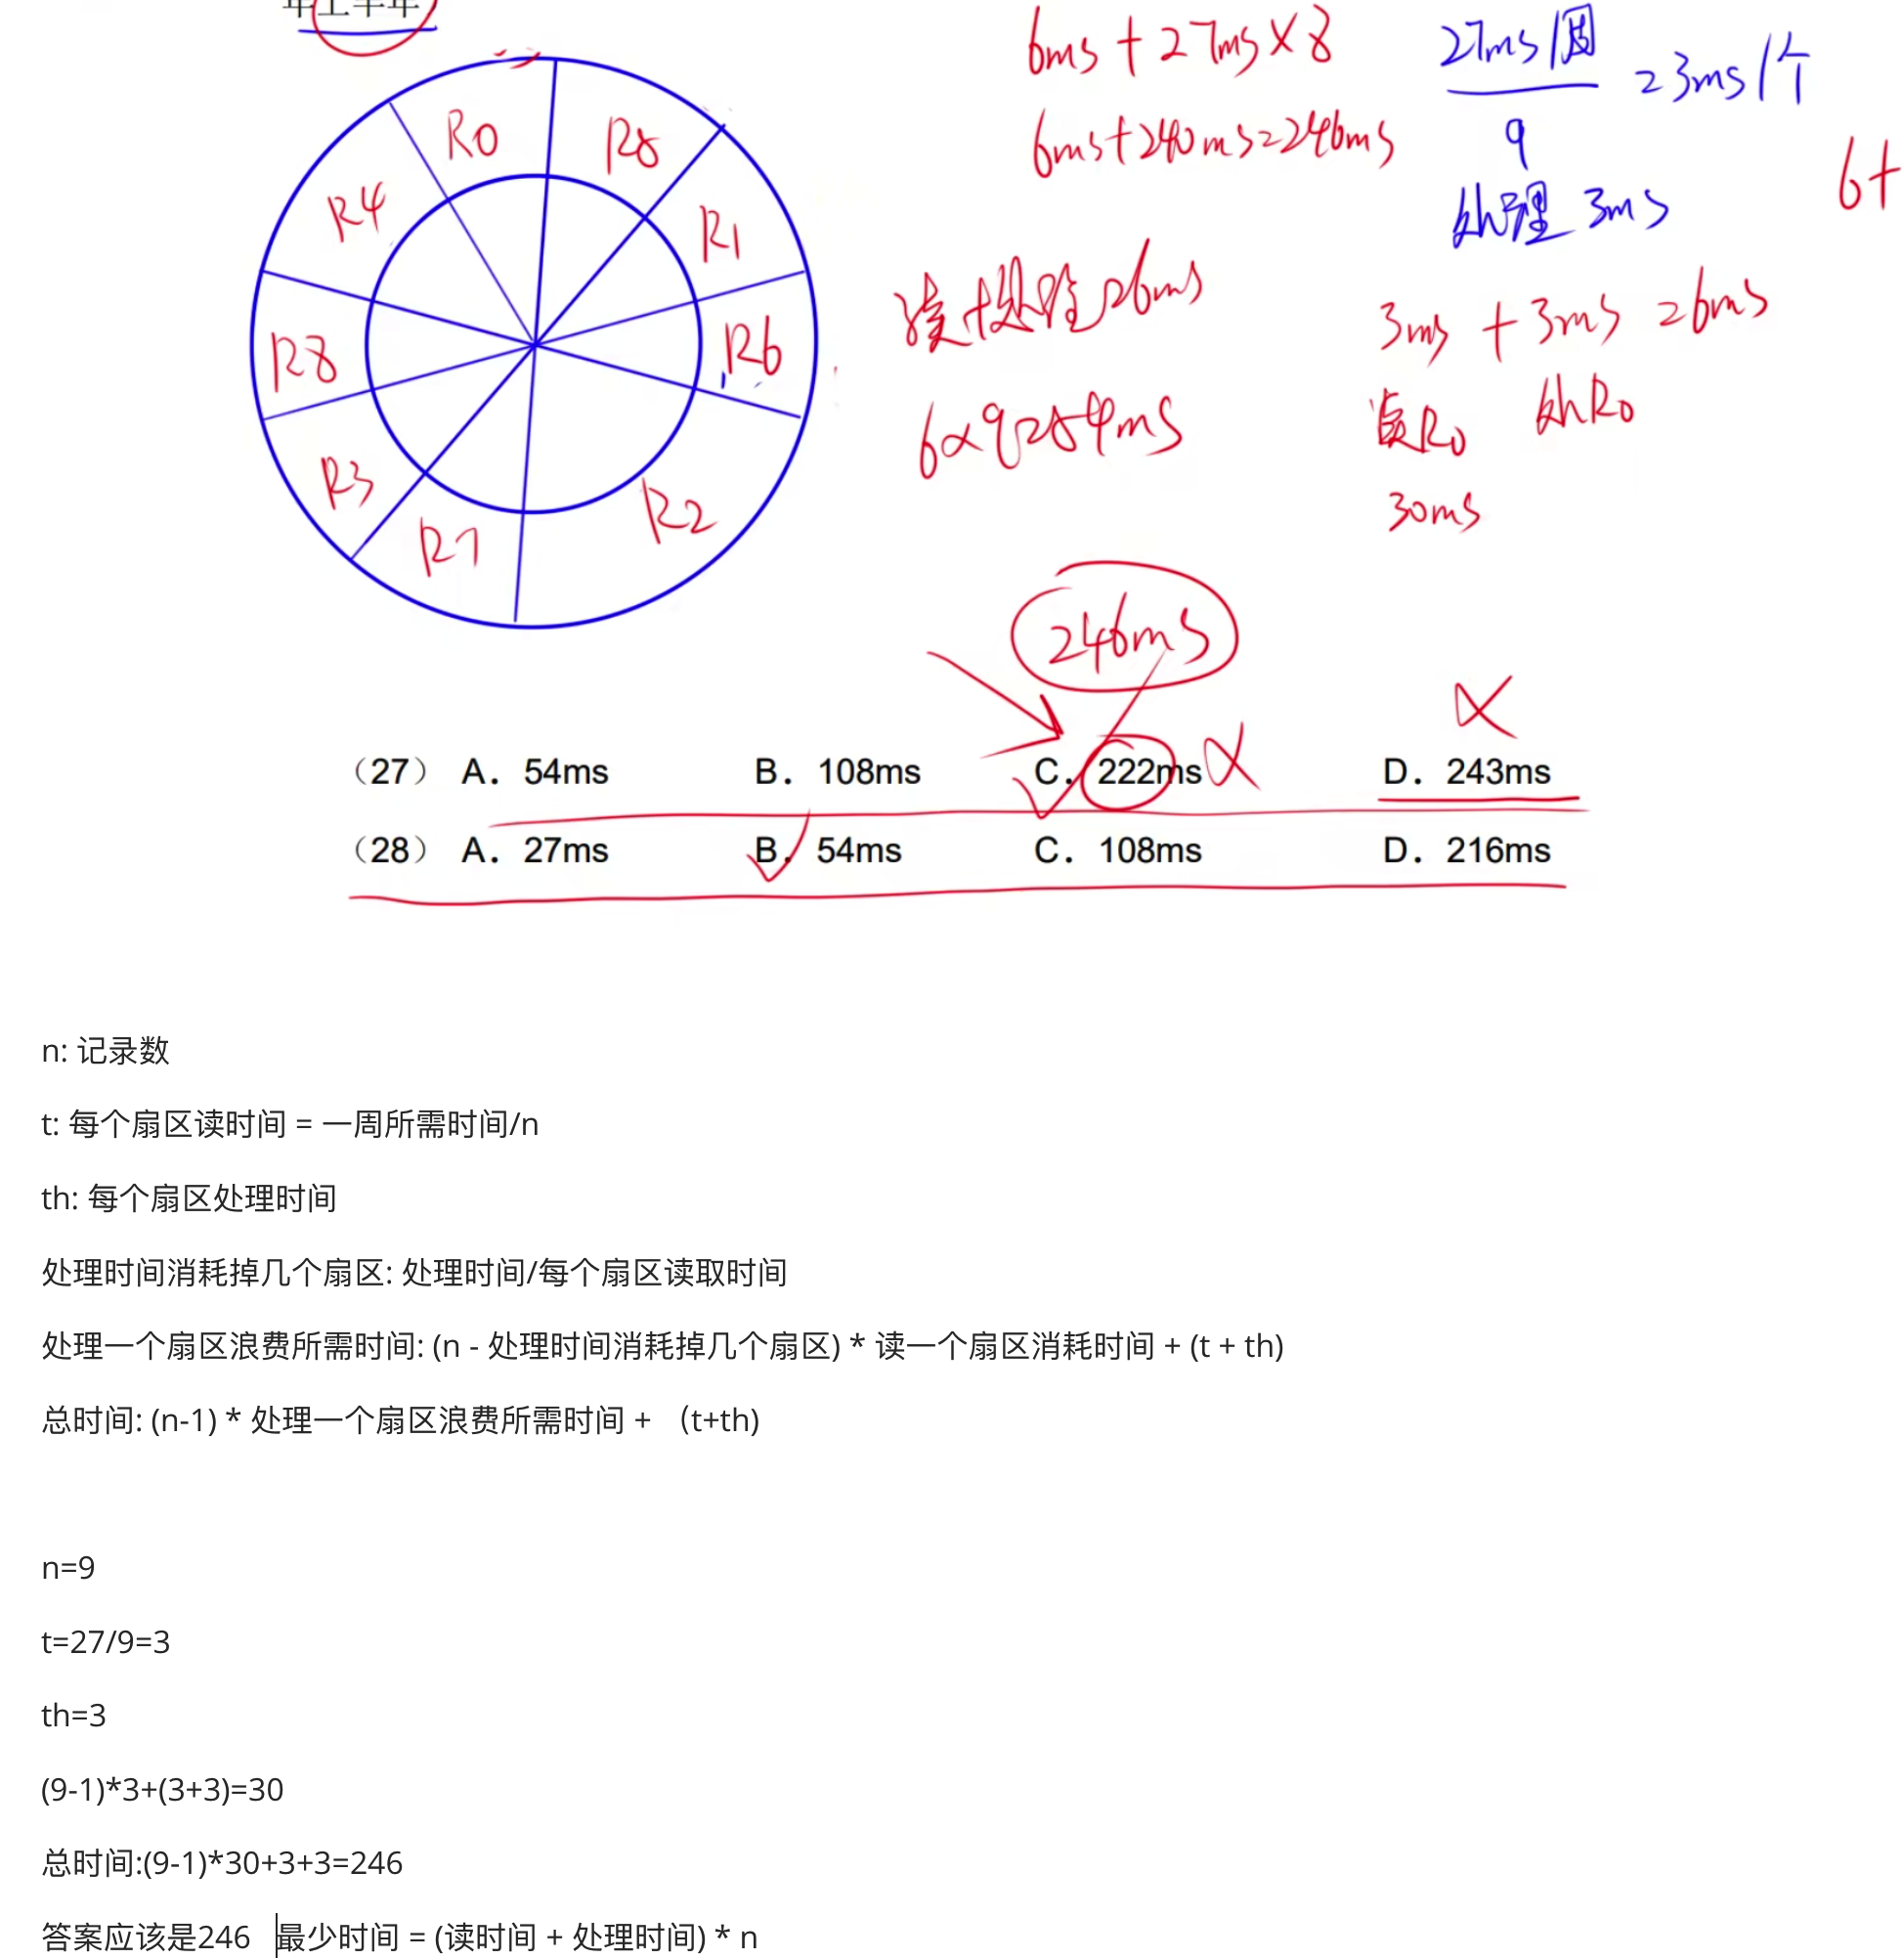 年上半年
6ms + 27ms × 8
27ms/周
=3ms/个
9
6ms+240ms=246ms
处理 3ms
6+
R0
R5
R4
R1
R8
R6
R3
R7
R2
读+处理=6ms
3ms + 3ms =6ms
读R0 处R0
6×9=54ms
30ms
246ms
(27) A. 54ms B. 108ms C. 222ms D. 243ms
(28) A. 27ms B. 54ms C. 108ms D. 216ms
n: 记录数
t: 每个扇区读时间 = 一周所需时间/n
th: 每个扇区处理时间
处理时间消耗掉几个扇区: 处理时间/每个扇区读取时间
处理一个扇区浪费所需时间: (n - 处理时间消耗掉几个扇区) * 读一个扇区消耗时间 + (t + th)
总时间: (n-1) * 处理一个扇区浪费所需时间 + （t+th)
n=9
t=27/9=3
th=3
(9-1)*3+(3+3)=30
总时间:(9-1)*30+3+3=246
答案应该是246 最少时间 = (读时间 + 处理时间) * n